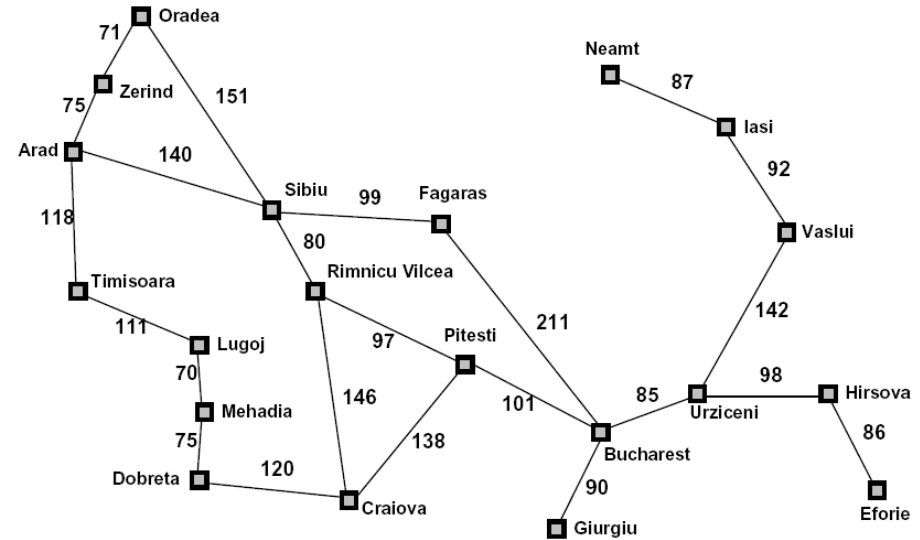 Oradea
71
Neamt
87
Zerind
151
75
Iasi
Arad
140
92
Sibiu
99
Fagaras
118
80
Vaslui
Timisoara
Rimnicu Vilcea
111
211
142
Lugoj
97
Pitesti
70
98
Hirsova
Mehadia
146
101
85
Urziceni
75
138
86
Dobreta
120
Bucharest
90
Craiova
Giurgiu
Eforie